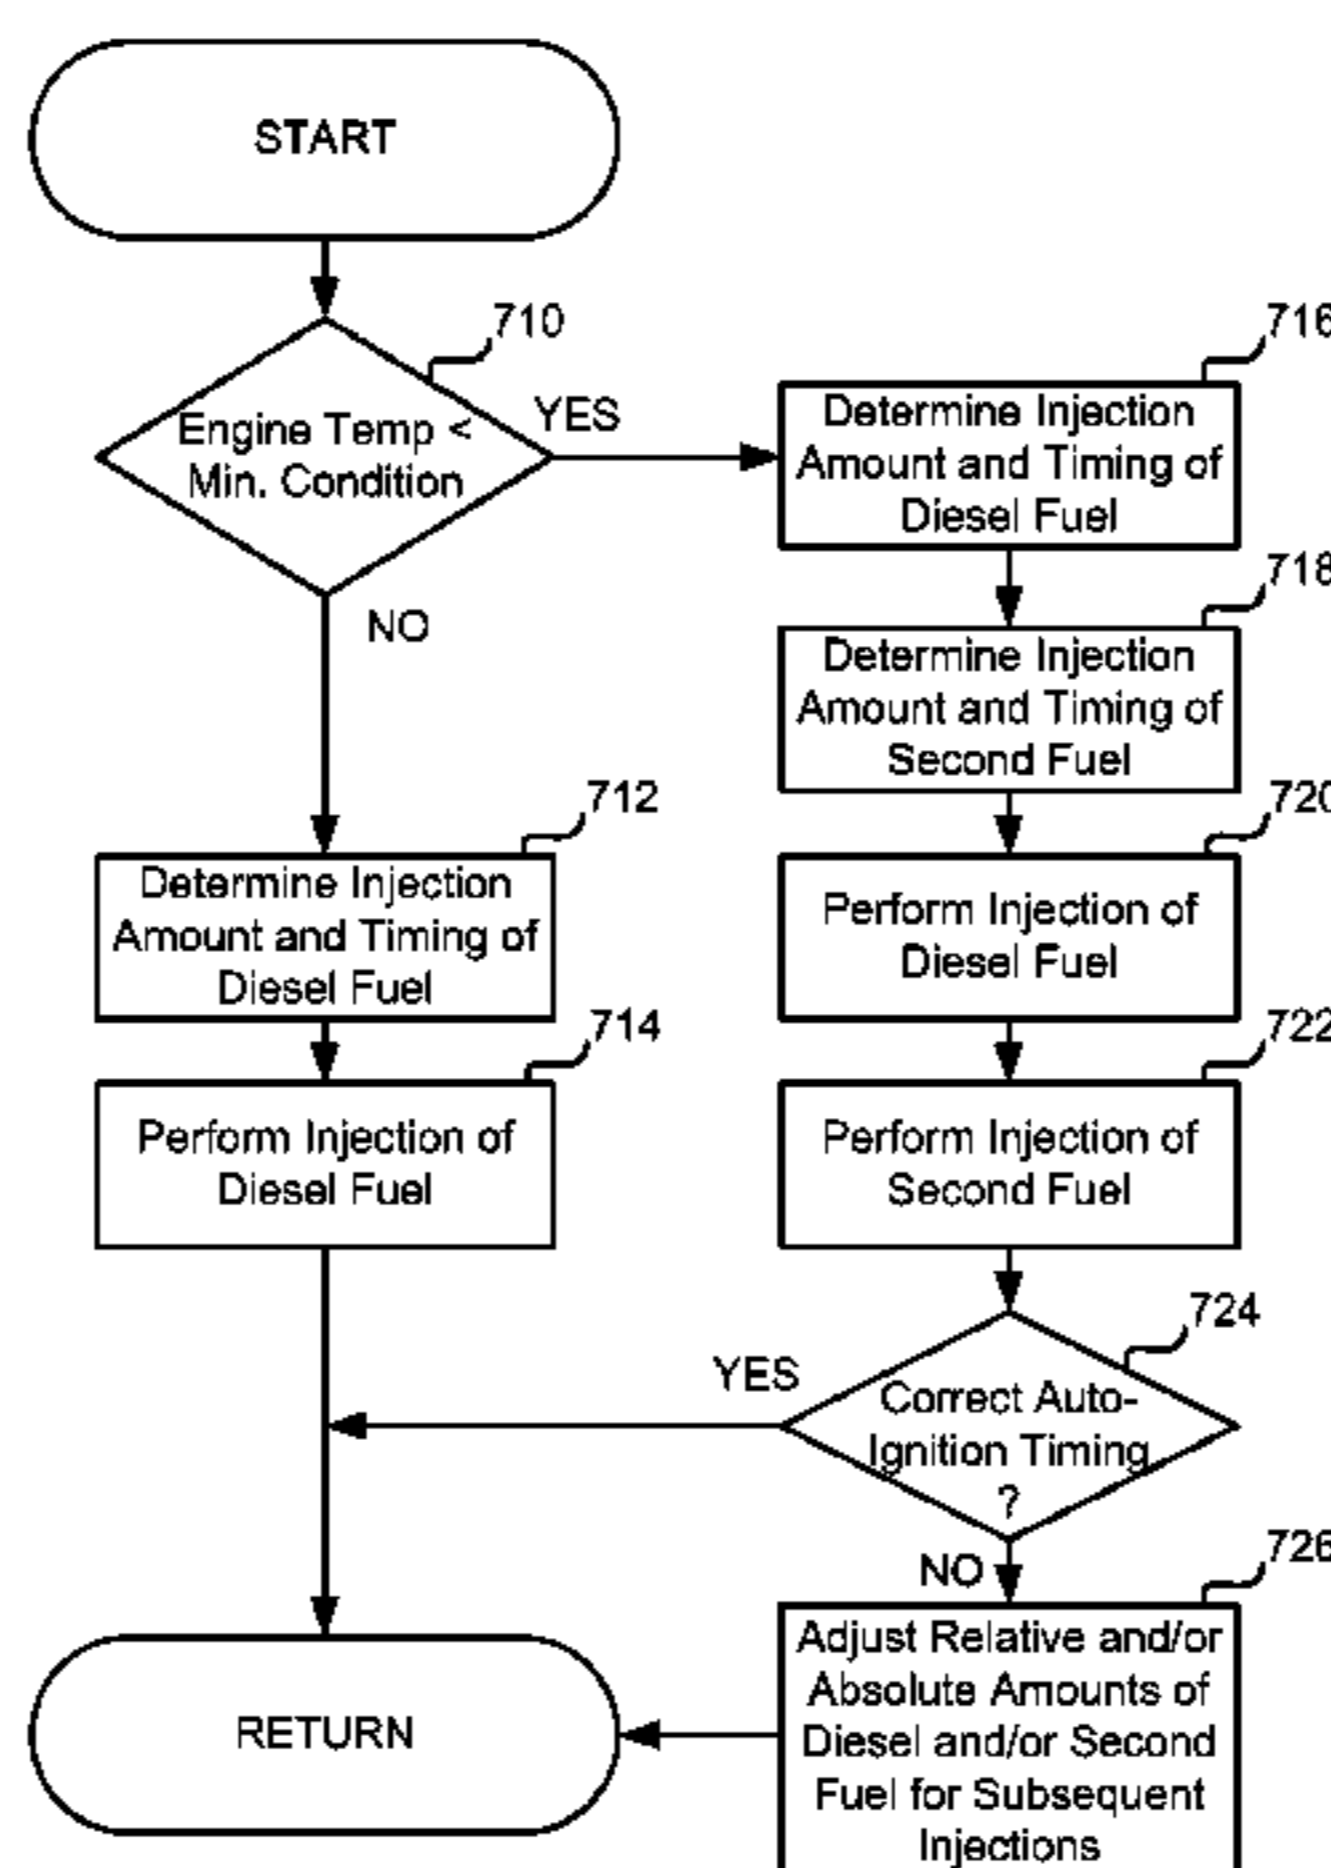 START
710
Engine Temp <
Min. Condition
YES
NO
716
Determine Injection
Amount and Timing of
Diesel Fuel
718
Determine Injection
Amount and Timing of
Second Fuel
712
Determine Injection
Amount and Timing of
Diesel Fuel
720
Perform Injection of
Diesel Fuel
714
Perform Injection of
Diesel Fuel
722
Perform Injection of
Second Fuel
724
YES
Correct Auto-
Ignition Timing
?
NO
726
Adjust Relative and/or
Absolute Amounts of
Diesel and/or Second
Fuel for Subsequent
Injections
RETURN